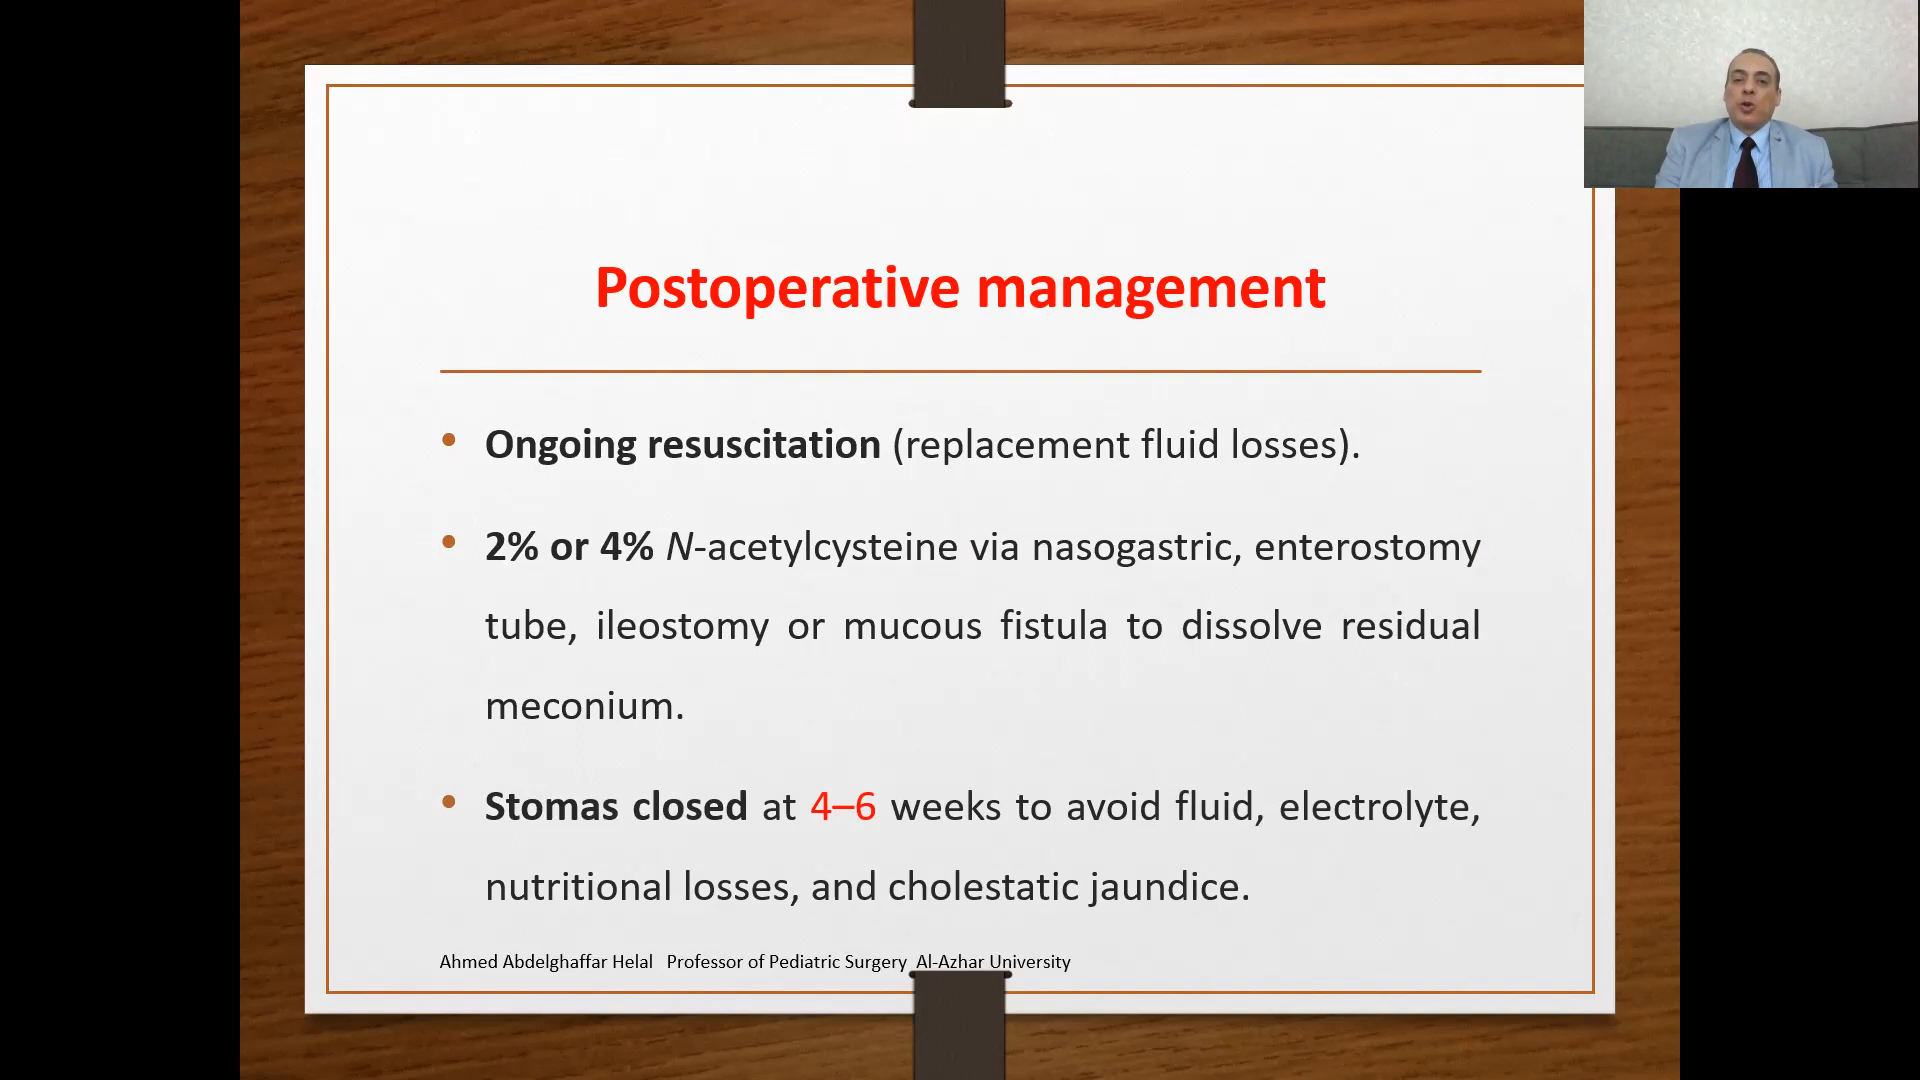 Postoperative management
• Ongoing resuscitation (replacement fluid losses).
• 2% or 4% N-acetylcysteine via nasogastric, enterostomy
tube, ileostomy or mucous fistula to dissolve residual
meconium.
• Stomas closed at 4–6 weeks to avoid fluid, electrolyte,
nutritional losses, and cholestatic jaundice.
Ahmed Abdelghaffar Helal Professor of Pediatric Surgery Al-Azhar University